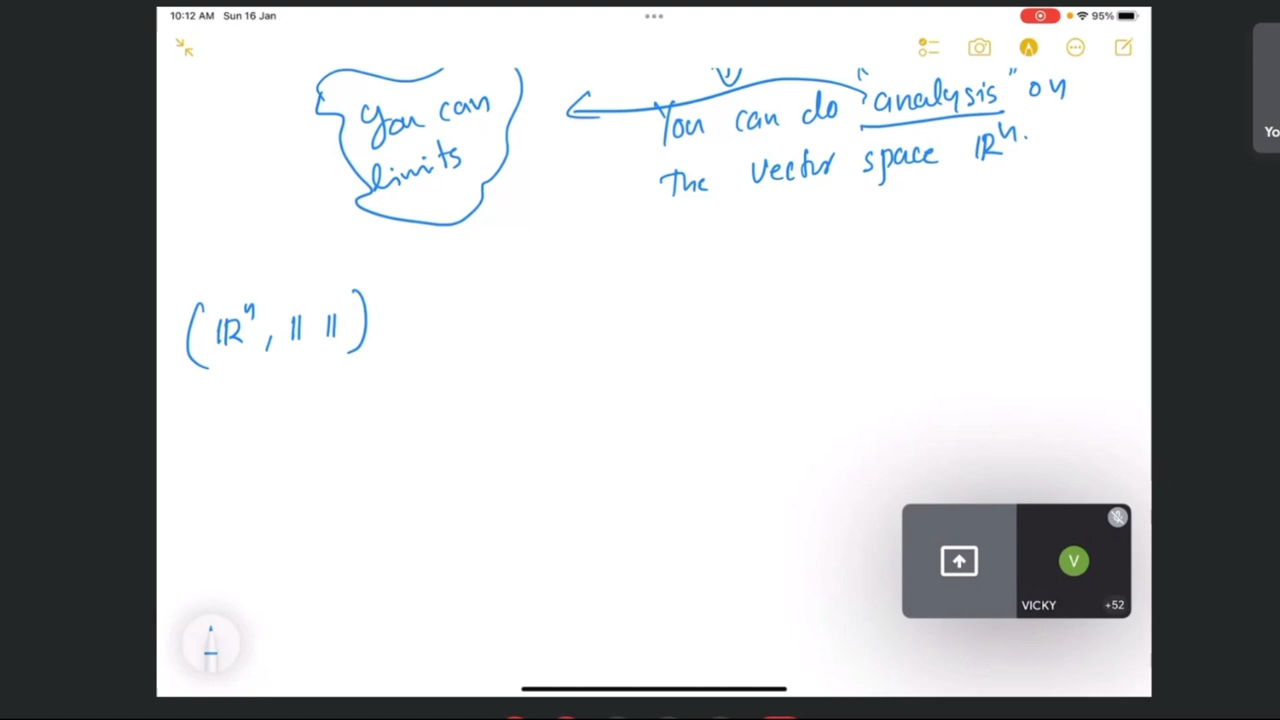 10:12 AM Sun 16 Jan
95%
You can
limits
You can do "analysis" on
The vector space ℝⁿ.
(ℝⁿ, || ||)
V
VICKY
+52
Yo